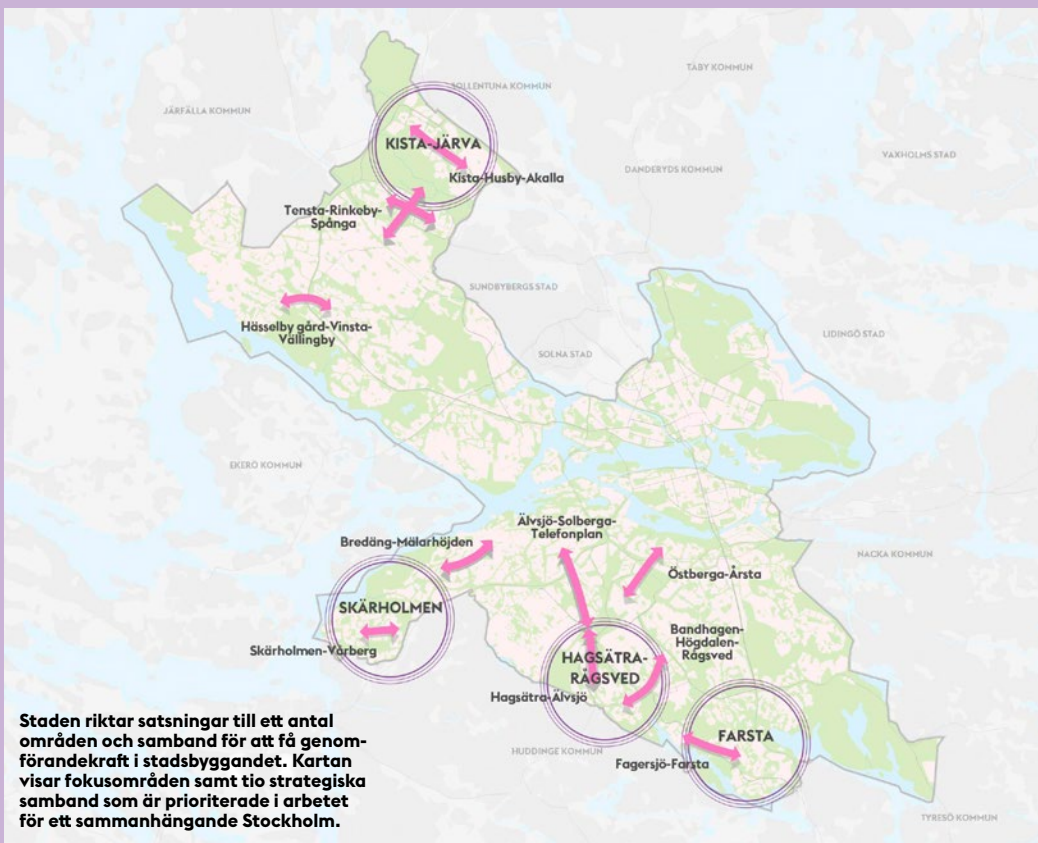 TÄBY KOMMUN
SOLLENTUNA KOMMUN
JÄRFÄLLA KOMMUN
KISTA-JÄRVA
VAXHOLMS STAD
DANDERYDS KOMMUN
Kista-Husby-Akalla
Tensta-Rinkeby-
Spånga
SUNDBYBERGS STAD
Hässelby gård-Vinsta-
Vällingby
LIDINGÖ STAD
SOLNA STAD
EKERÖ KOMMUN
Älvsjö-Solberga-
Telefonplan
Bredäng-Mälarhöjden
NACKA KOMMUN
Östberga-Årsta
SKÄRHOLMEN
Bandhagen-
Högdalen-
Rågsved
Skärholmen-Vårberg
HAGSÄTRA-
RÅGSVED
Hagsätra-Älvsjö
FARSTA
HUDDINGE KOMMUN
Fagersjö-Farsta
TYRESÖ KOMMUN
Staden riktar satsningar till ett antal
områden och samband för att få genom-
förandekraft i stadsbyggandet. Kartan
visar fokusområden samt tio strategiska
samband som är prioriterade i arbetet
för ett sammanhängande Stockholm.